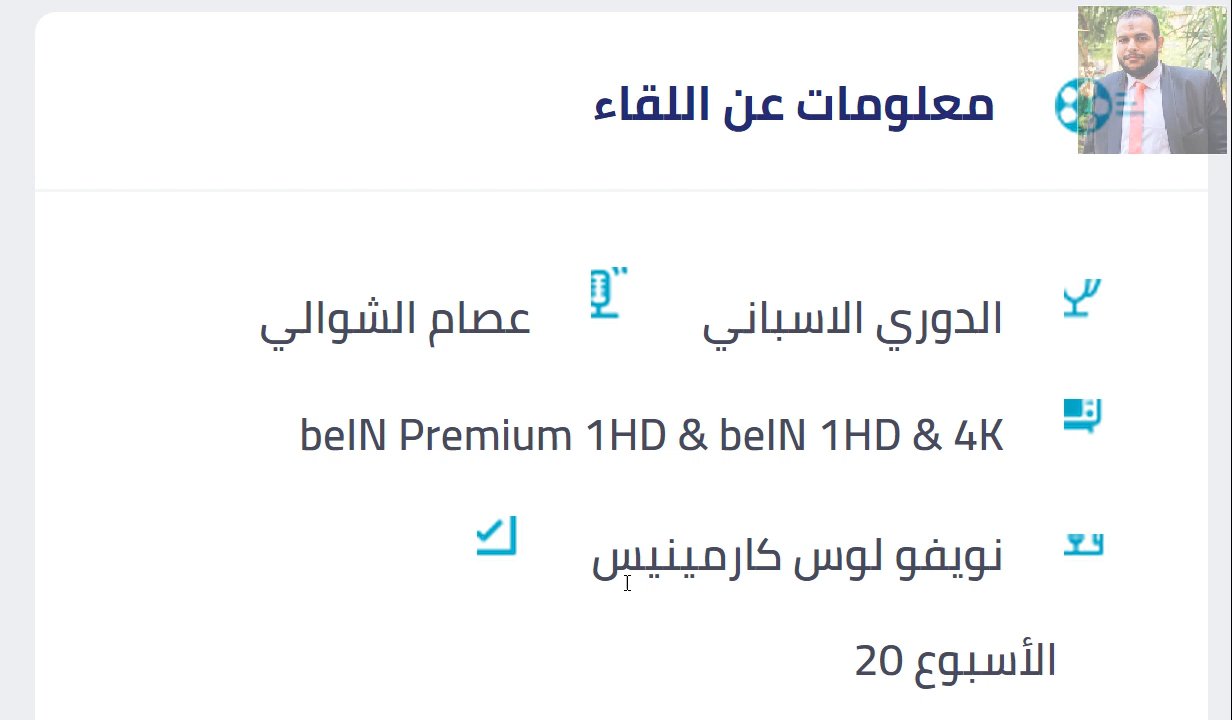 معلومات عن اللقاء
الدوري الاسباني عصام الشوالي
beIN Premium 1HD & beIN 1HD & 4K
نويفو لوس كارمينيس
الأسبوع 20